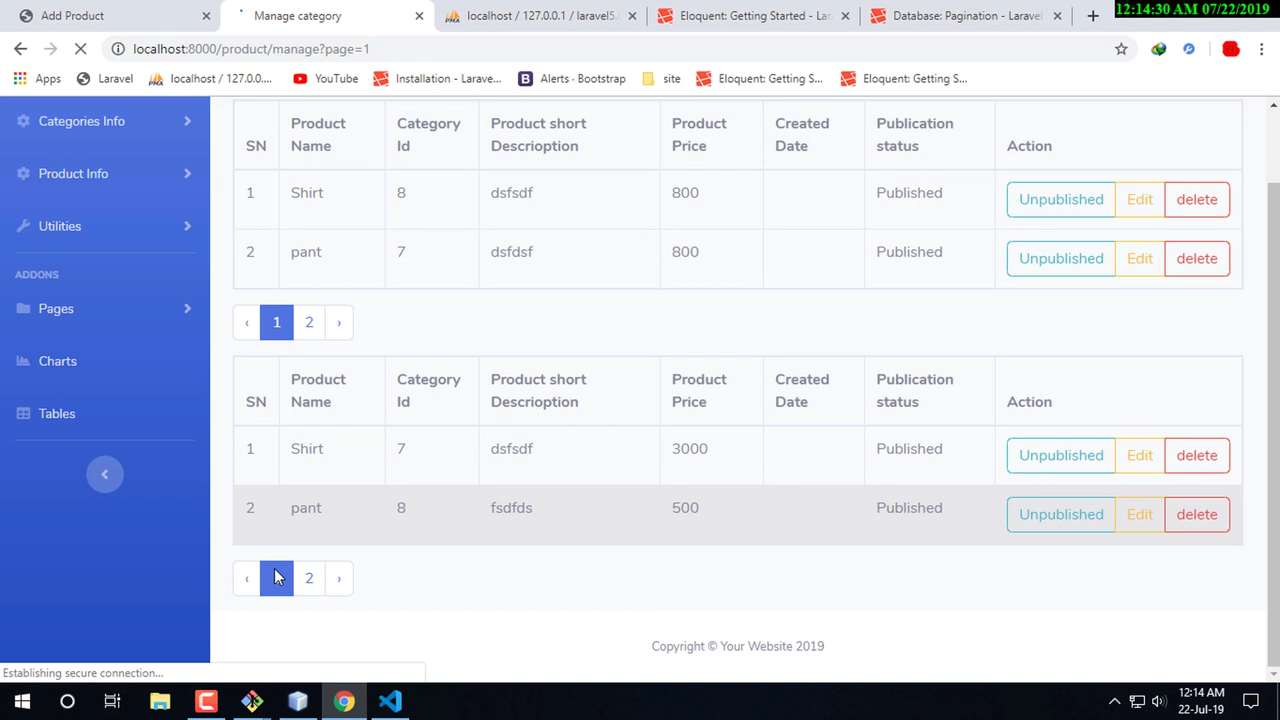 Add Product
Manage category
localhost / 127.0.0.1 / laravel5.
Eloquent: Getting Started - Lar
Database: Pagination - Laravel
12:14:30 AM 07/22/2019
localhost:8000/product/manage?page=1
Apps
Laravel
localhost / 127.0.0....
YouTube
Installation - Larave...
Alerts · Bootstrap
site
Eloquent: Getting S...
Eloquent: Getting S...
Categories Info
Product Info
Utilities
ADDONS
Pages
Charts
Tables
SN Product Name Category Id Product short Descrioption Product Price Created Date Publication status Action
1 Shirt 8 dsfsdf 800 Published Unpublished Edit delete
2 pant 7 dsfdsf 800 Published Unpublished Edit delete
‹ 1 2 ›
SN Product Name Category Id Product short Descrioption Product Price Created Date Publication status Action
1 Shirt 7 dsfsdf 3000 Published Unpublished Edit delete
2 pant 8 fsdfds 500 Published Unpublished Edit delete
‹ 2 ›
Copyright © Your Website 2019
Establishing secure connection...
12:14 AM
22-Jul-19